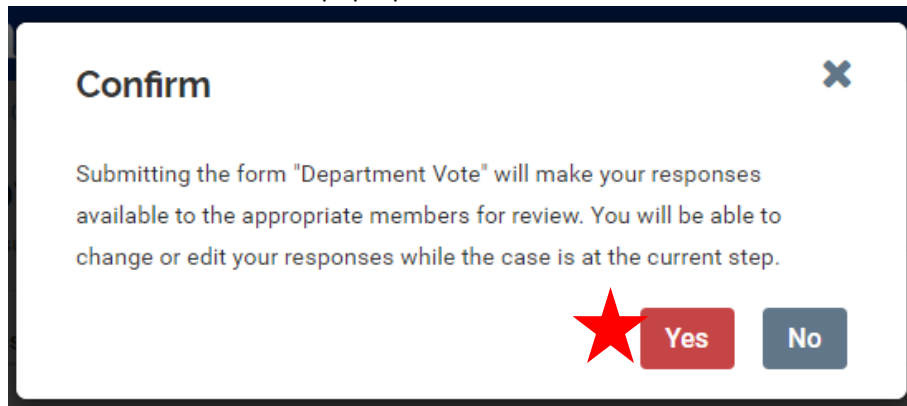 Confirm
Submitting the form "Department Vote" will make your responses
available to the appropriate members for review. You will be able to
change or edit your responses while the case is at the current step.
Yes No